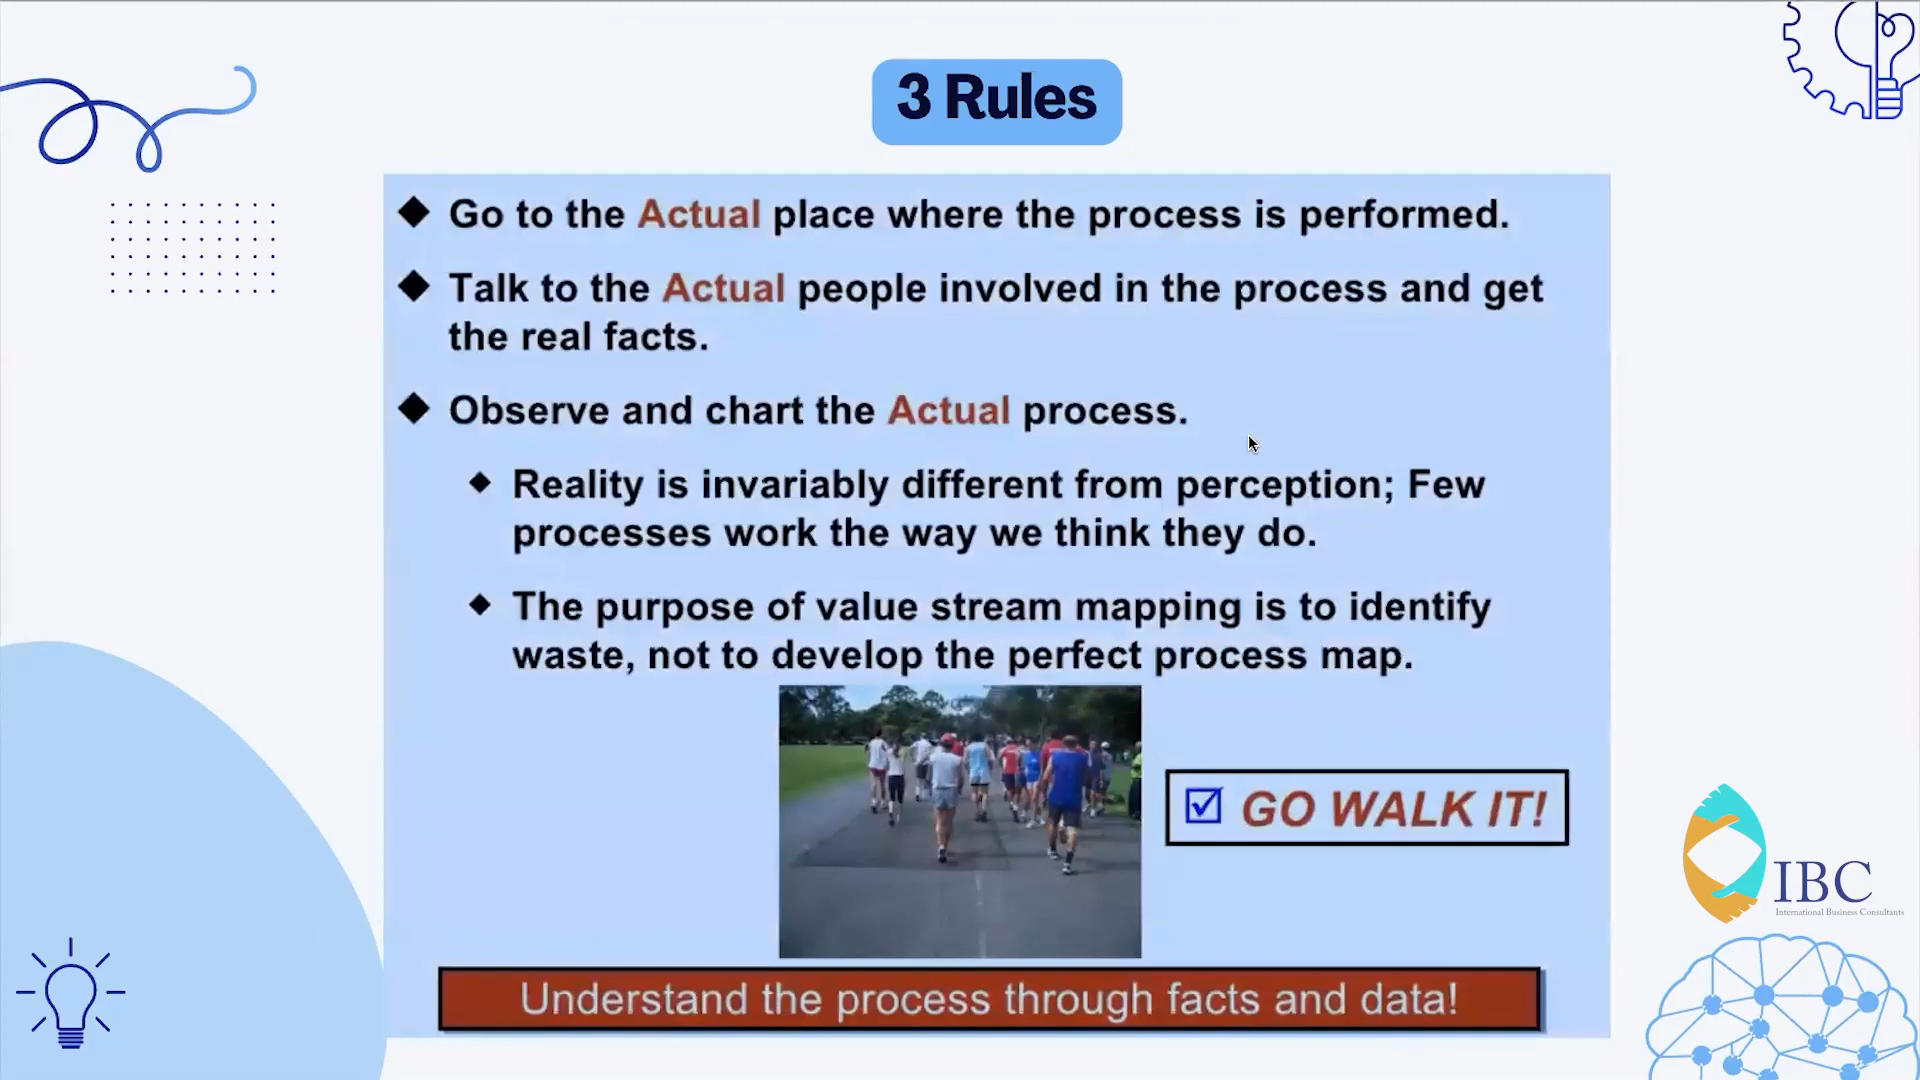 3 Rules
Go to the Actual place where the process is performed.
Talk to the Actual people involved in the process and get
the real facts.
Observe and chart the Actual process.
Reality is invariably different from perception; Few
processes work the way we think they do.
The purpose of value stream mapping is to identify
waste, not to develop the perfect process map.
GO WALK IT!
IBC
International Business Consultants
Understand the process through facts and data!